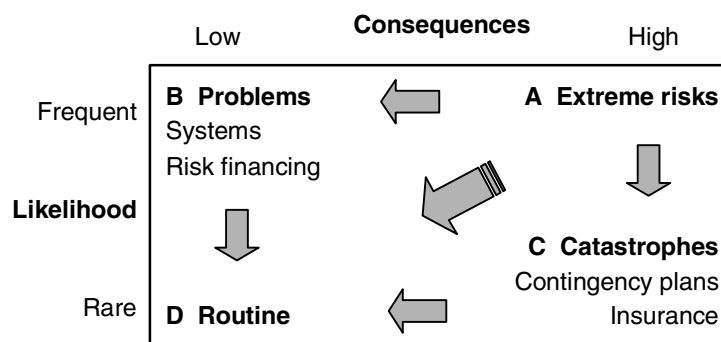 Consequences
Low High
Frequent
B Problems
Systems
Risk financing
A Extreme risks
Likelihood
C Catastrophes
Contingency plans
Insurance
Rare
D Routine